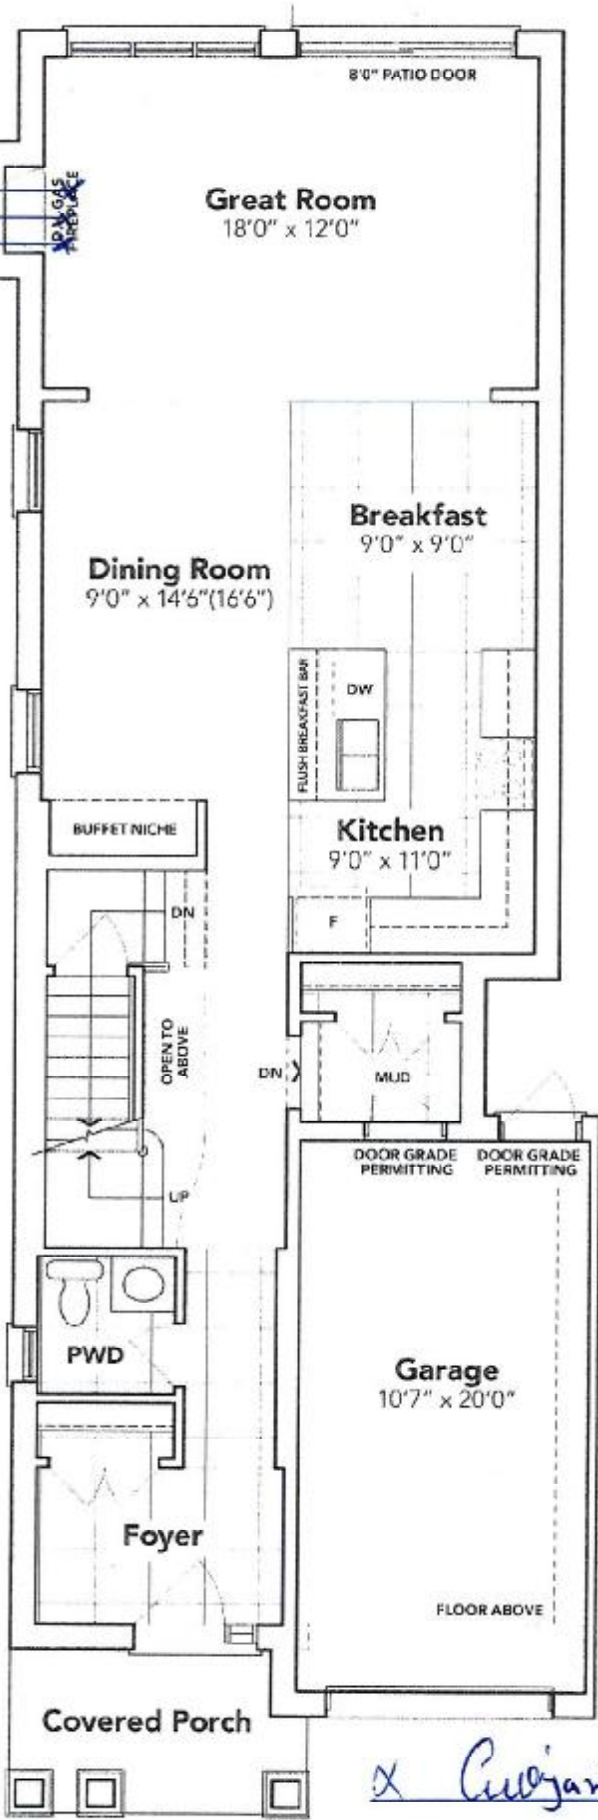 8'0" PATIO DOOR
GAS
FIREPLACE
Great Room
18'0" x 12'0"
Breakfast
9'0" x 9'0"
Dining Room
9'0" x 14'6"(16'6")
FLUSH BREAKFAST BAR
DW
BUFFET NICHE
Kitchen
9'0" x 11'0"
DN
F
OPEN TO
ABOVE
DN
MUD
DOOR GRADE
PERMITTING
DOOR GRADE
PERMITTING
UP
PWD
Garage
10'7" x 20'0"
Foyer
FLOOR ABOVE
Covered Porch
X